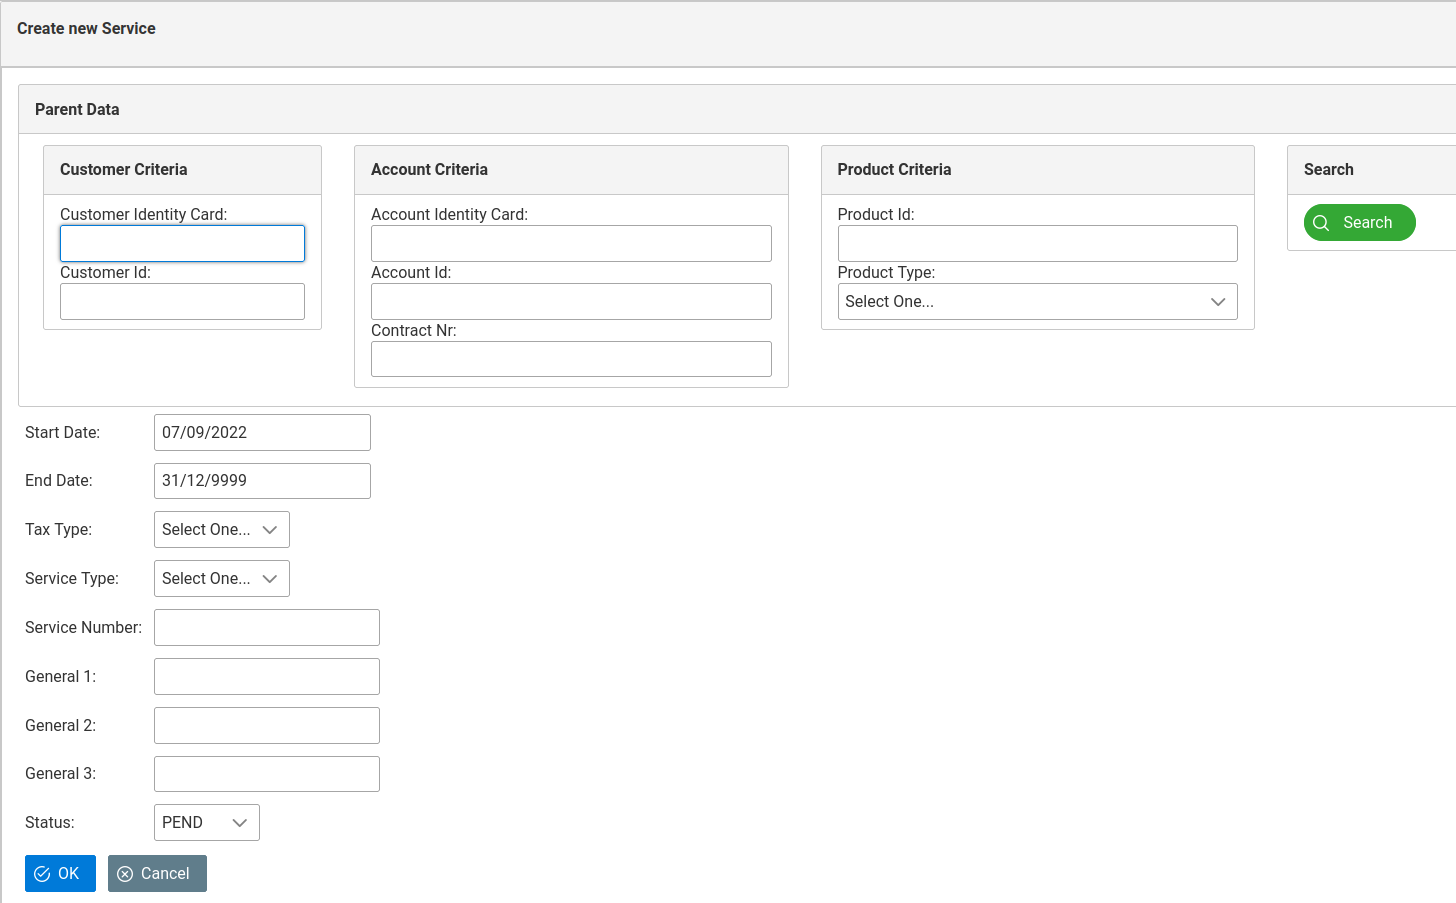 Create new Service
Parent Data
Customer Criteria
Customer Identity Card:
Customer Id:
Account Criteria
Account Identity Card:
Account Id:
Contract Nr:
Product Criteria
Product Id:
Product Type:
Select One...
Search
Search
Start Date: 07/09/2022
End Date: 31/12/9999
Tax Type: Select One...
Service Type: Select One...
Service Number:
General 1:
General 2:
General 3:
Status: PEND
OK Cancel